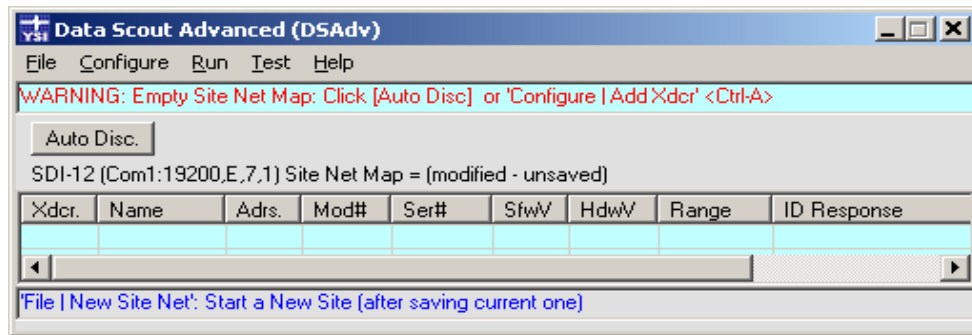 YSI Data Scout Advanced (DSAdv)
File Configure Run Test Help
WARNING: Empty Site Net Map: Click [Auto Disc] or 'Configure | Add Xdcr' <Ctrl-A>
Auto Disc.
SDI-12 (Com1:19200,E,7,1) Site Net Map = (modified - unsaved)
Xdcr. Name Adrs. Mod# Ser# SfwV HdwV Range ID Response
'File | New Site Net': Start a New Site (after saving current one)